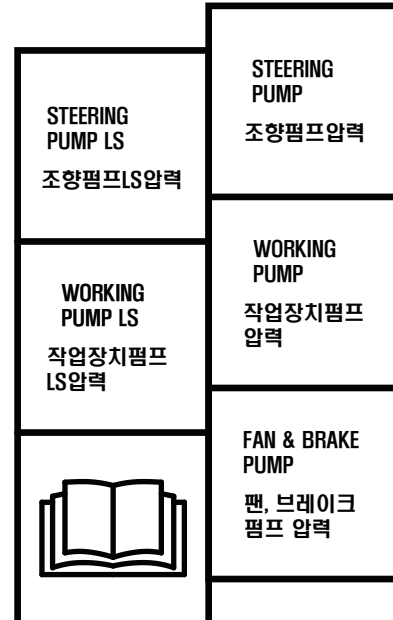 STEERING
PUMP LS
조향펌프LS압력
WORKING
PUMP LS
작업장치펌프
LS압력
STEERING
PUMP
조향펌프압력
WORKING
PUMP
작업장치펌프
압력
FAN & BRAKE
PUMP
팬, 브레이크
펌프 압력